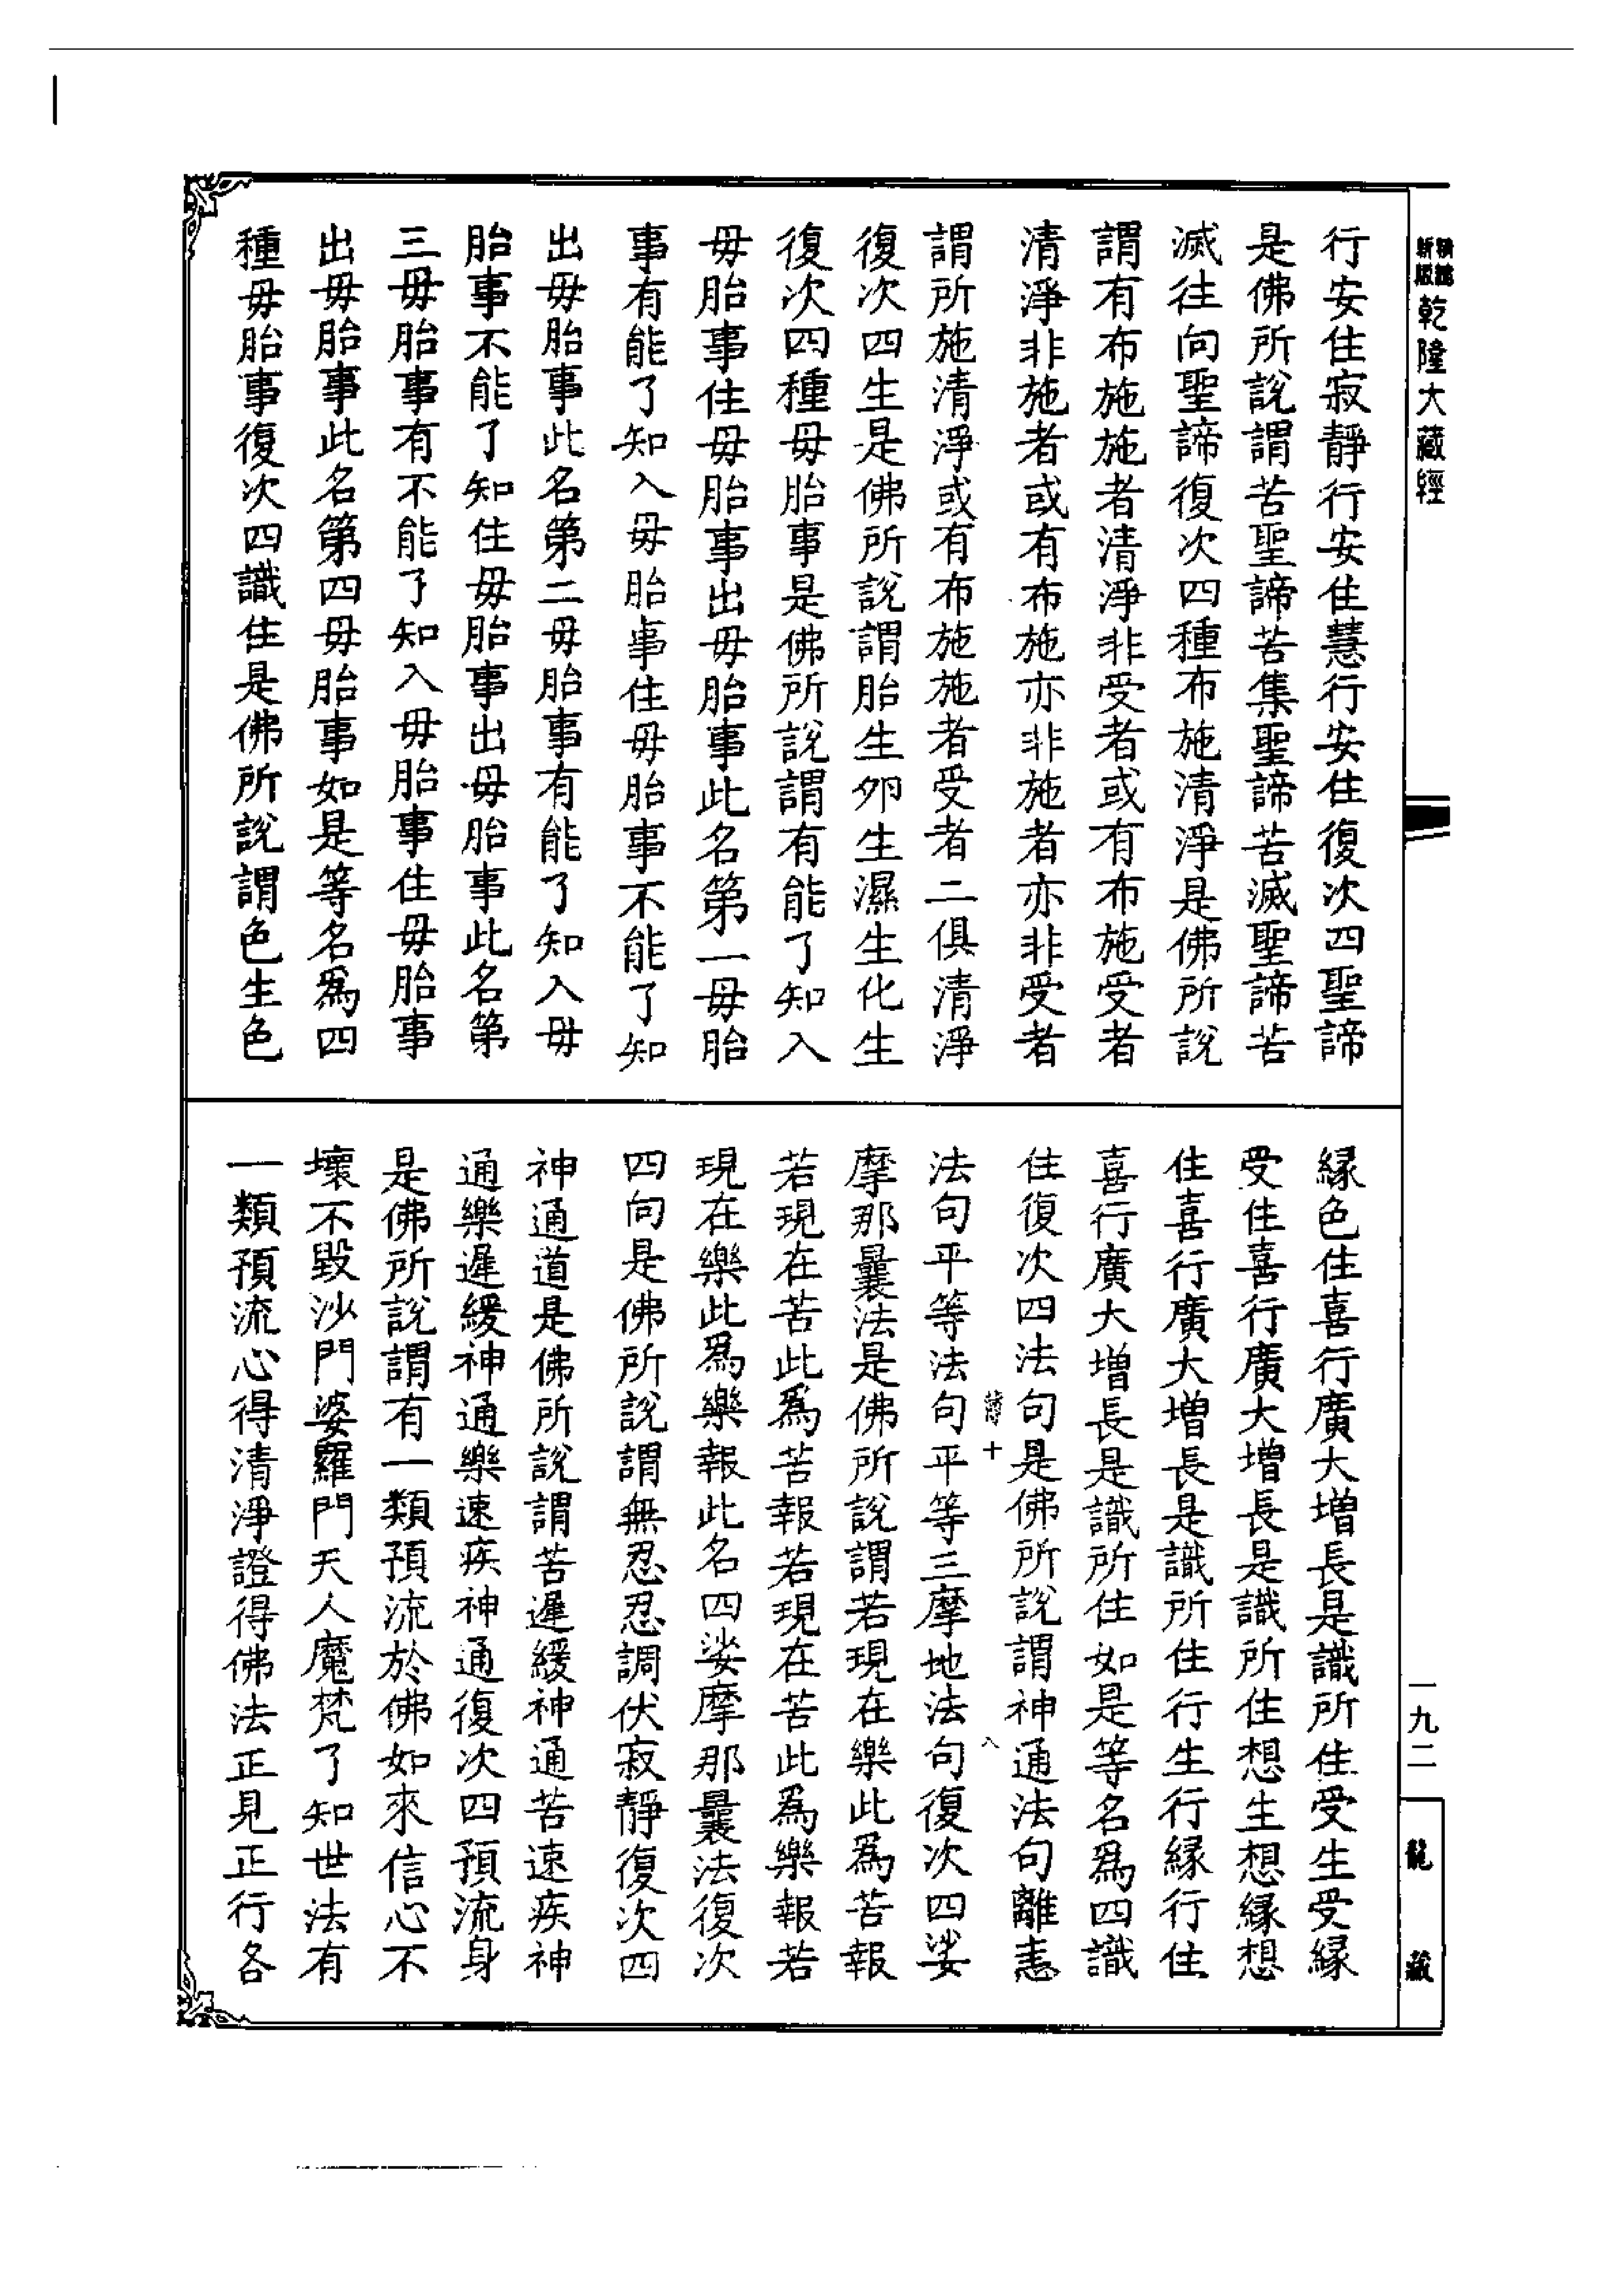 新版
精縮
乾隆大藏經
行安住寂靜行安住慧行安住復次四聖諦
是佛所說謂苦聖諦苦集聖諦苦滅聖諦苦
滅往向聖諦復次四種布施清淨是佛所說
謂有布施施者清淨非受者或有布施受者
清淨非施者或有布施亦非施者亦非受者
謂所施清淨或有布施施者受者二俱清淨
復次四生是佛所說謂胎生卵生濕生化生
復次四種毋胎事是佛所說謂有能了知入
毋胎事住毋胎事出毋胎事此名第一毋胎
事有能了知入毋胎事住毋胎事不能了知
出毋胎事此名第二毋胎事有能了知入毋
胎事不能了知住毋胎事出毋胎事此名第
三毋胎事有不能了知入毋胎事住毋胎事
出毋胎事此名第四毋胎事如是等名為四
種毋胎事復次四識住是佛所說謂色生色
緣色住喜行廣大增長是識所住受生受緣
受住喜行廣大增長是識所住想生想緣想
住喜行廣大增長是識所住行生行緣行住
喜行廣大增長是識所住如是等名為四識
住復次四法句是佛所說謂神通法句離恚
薄十
八
法句平等法句平等三摩地法句復次四娑
摩那曩法是佛所說謂若現在樂此為苦報
若現在苦此為苦報若現在苦此為樂報若
現在樂此為樂報此名四娑摩那曩法復次
四向是佛所說謂無忍忍調伏寂靜復次四
神通道是佛所說謂苦遲緩神通苦速疾神
通樂遲緩神通樂速疾神通復次四預流身
是佛所說謂有一類預流於佛如來信心不
壞不毀沙門婆羅門天人魔梵了知世法有
一類預流心得清淨證得佛法正見正行各
一九二
龍藏